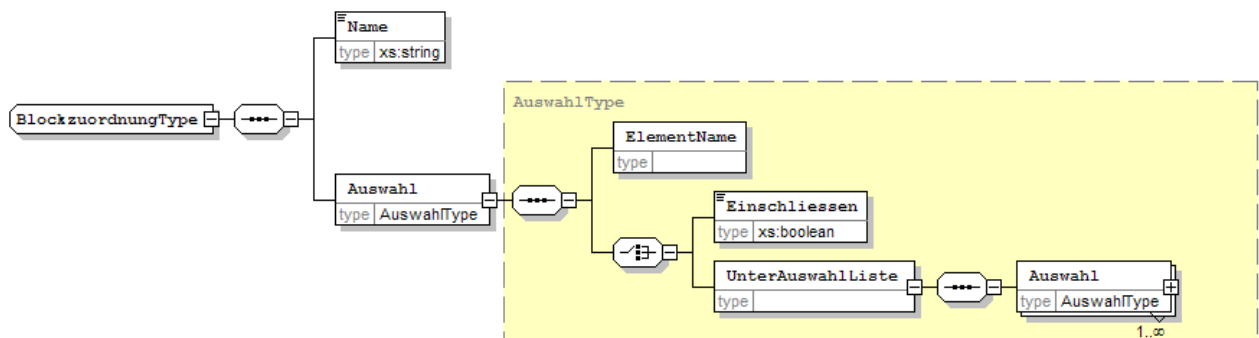 Name
type xs:string
BlockzuordnungType
Auswahl
type AuswahlType
AuswahlType
ElementName
type
Einschliessen
type xs:boolean
UnterAuswahlListe
type
Auswahl
type AuswahlType
1..∞